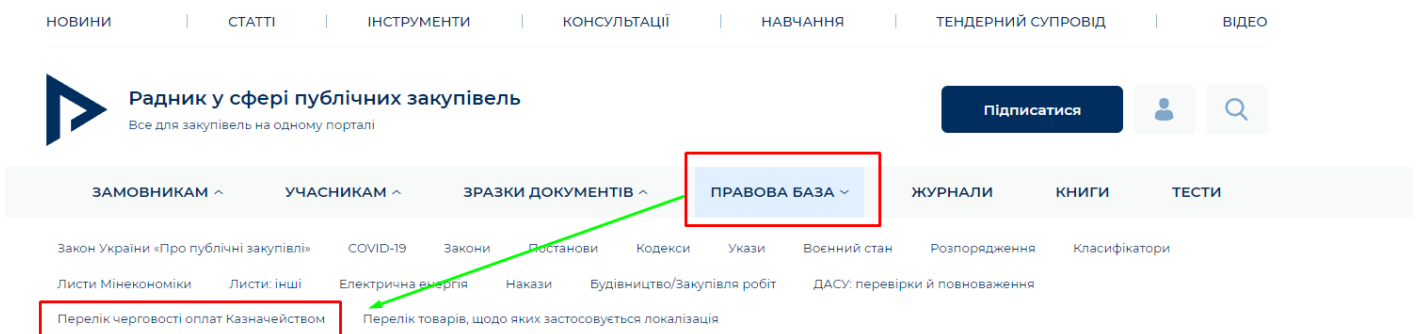 НОВИНИ СТАТТІ ІНСТРУМЕНТИ КОНСУЛЬТАЦІЇ НАВЧАННЯ ТЕНДЕРНИЙ СУПРОВІД ВІДЕО
Радник у сфері публічних закупівель
Все для закупівель на одному порталі
Підписатися
ЗАМОВНИКАМ УЧАСНИКАМ ЗРАЗКИ ДОКУМЕНТІВ ПРАВОВА БАЗА ЖУРНАЛИ КНИГИ ТЕСТИ
Закон України «Про публічні закупівлі» COVID-19 Закони Постанови Кодекси Укази Воєнний стан Розпорядження Класифікатори
Листи Мінекономіки Листи: інші Електрична енергія Накази Будівництво/Закупівля робіт ДАСУ: перевірки й повноваження
Перелік черговості оплат Казначейством Перелік товарів, щодо яких застосовується локалізація